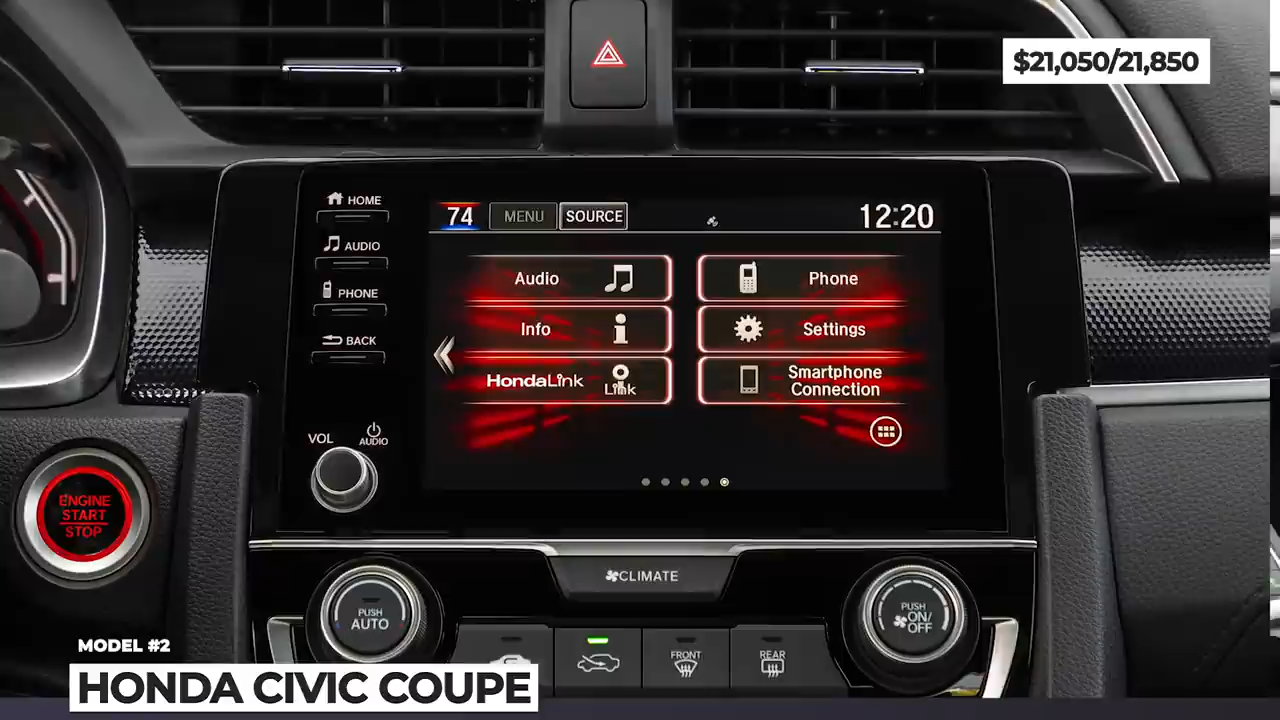 $21,050/21,850
HOME
AUDIO
PHONE
BACK
VOL
AUDIO
74
MENU
SOURCE
12:20
Audio
Phone
Info
Settings
HondaLink
Link
Smartphone
Connection
ENGINE
START
STOP
CLIMATE
PUSH
AUTO
PUSH
ON/
OFF
FRONT
REAR
MODEL #2
HONDA CIVIC COUPE